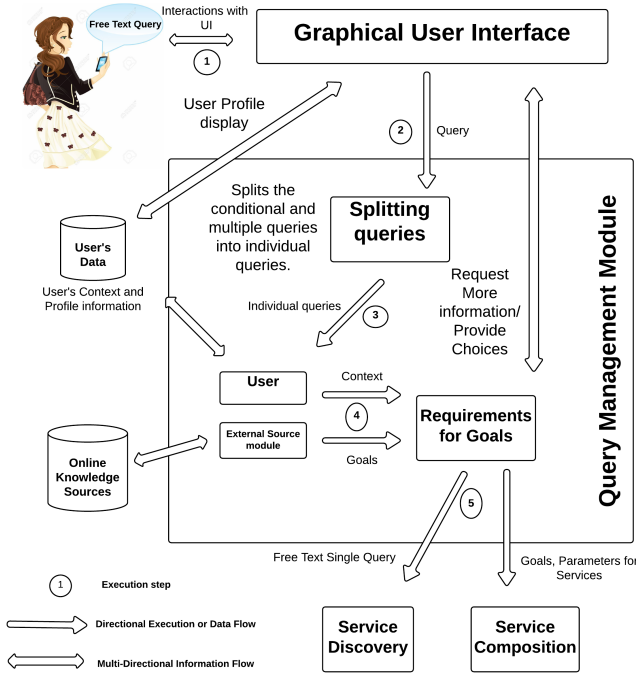 Interactions with
UI
Free Text Query
1
Graphical User Interface
User Profile
display
2
Query
Splits the
conditional and
multiple queries
into individual
queries.
Splitting
queries
User's
Data
User's Context and
Profile information
Request
More
information/
Provide
Choices
Query Management Module
Individual queries
3
User
Context
4
External Source
module
Goals
Requirements
for Goals
Online
Knowledge
Sources
5
Free Text Single Query
Goals, Parameters for
Services
1
Execution step
Directional Execution or Data Flow
Multi-Directional Information Flow
Service
Discovery
Service
Composition